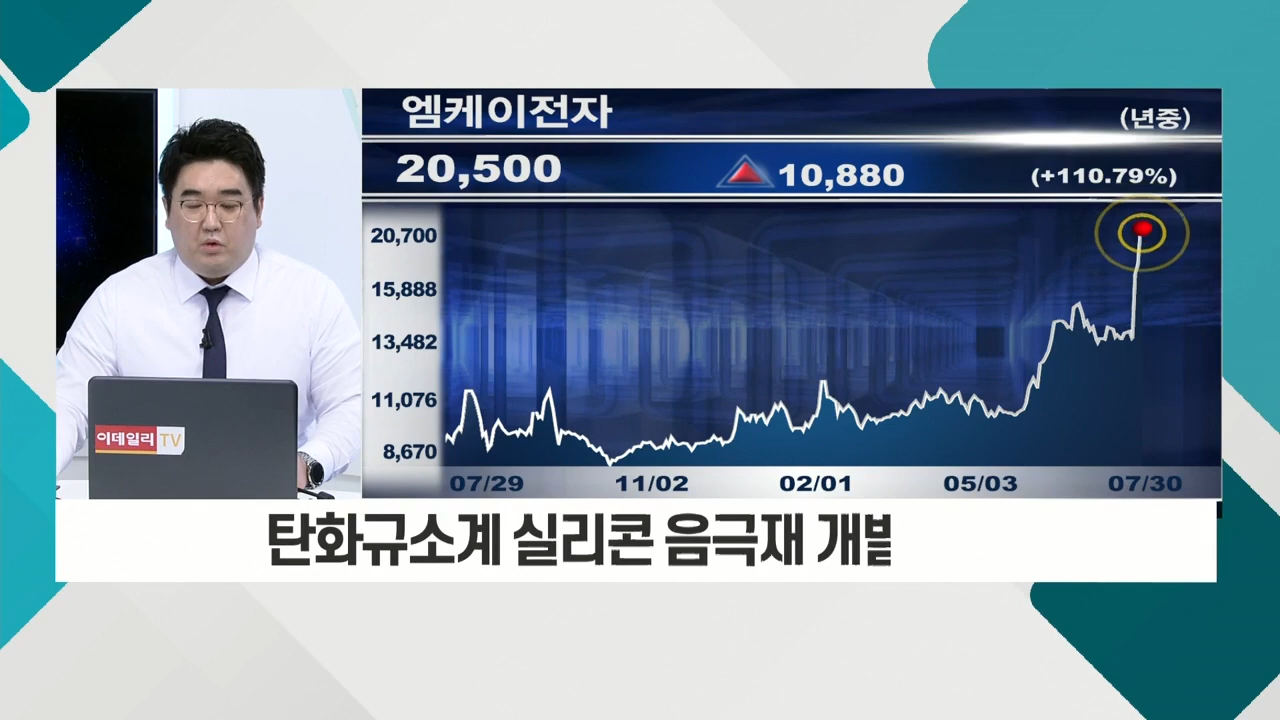 엠케이전자
(년중)
20,500
10,880
(+110.79%)
20,700
15,888
13,482
11,076
8,670
07/29 11/02 02/01 05/03 07/30
이데일리 TV
탄화규소계 실리콘 음극재 개발